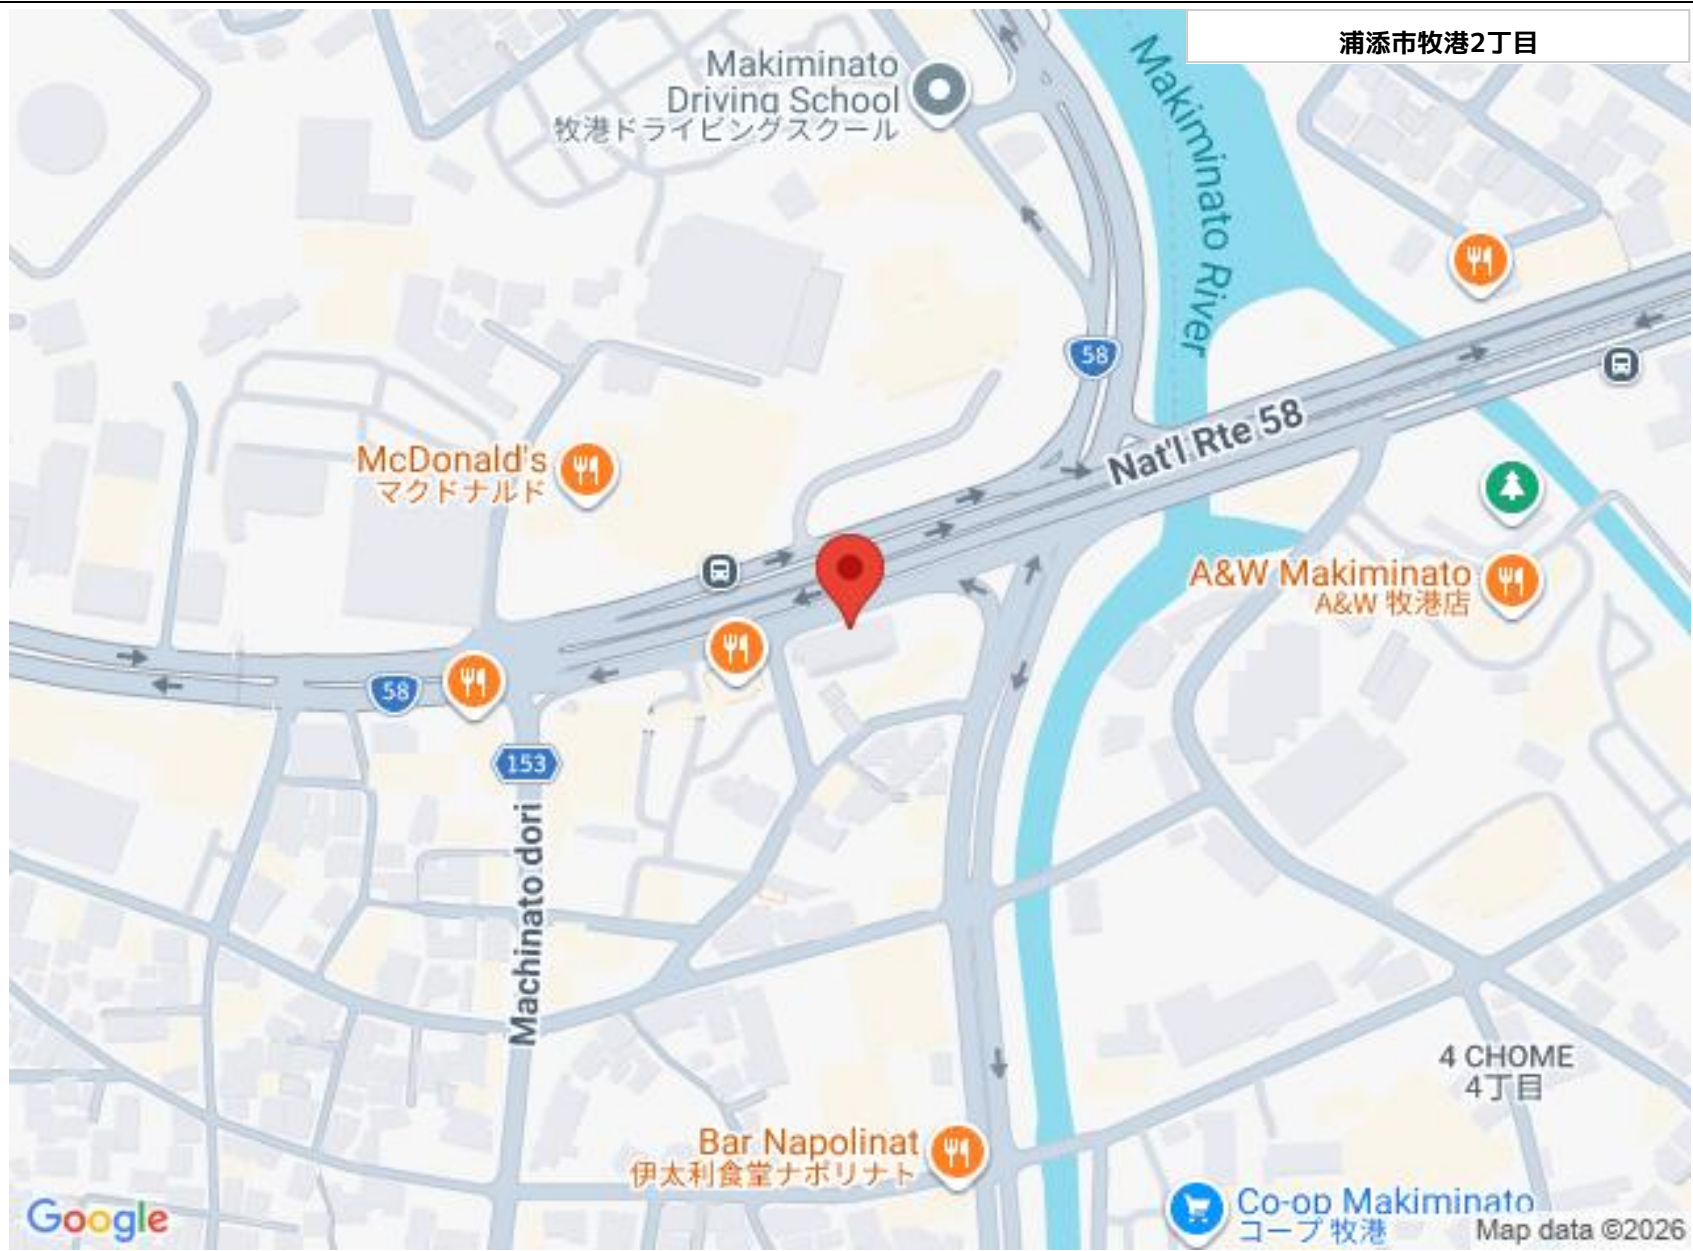 浦添市牧港2丁目
Makiminato
Driving School
牧港ドライビングスクール
Makiminato River
58
Nat'l Rte 58
McDonald's
マクドナルド
A&W Makiminato
A&W 牧港店
58
153
Machinato dori
4 CHOME
4丁目
Bar Napolinat
伊太利食堂ナポリナト
Co-op Makiminato
コープ牧港
Google
Map data ©2026